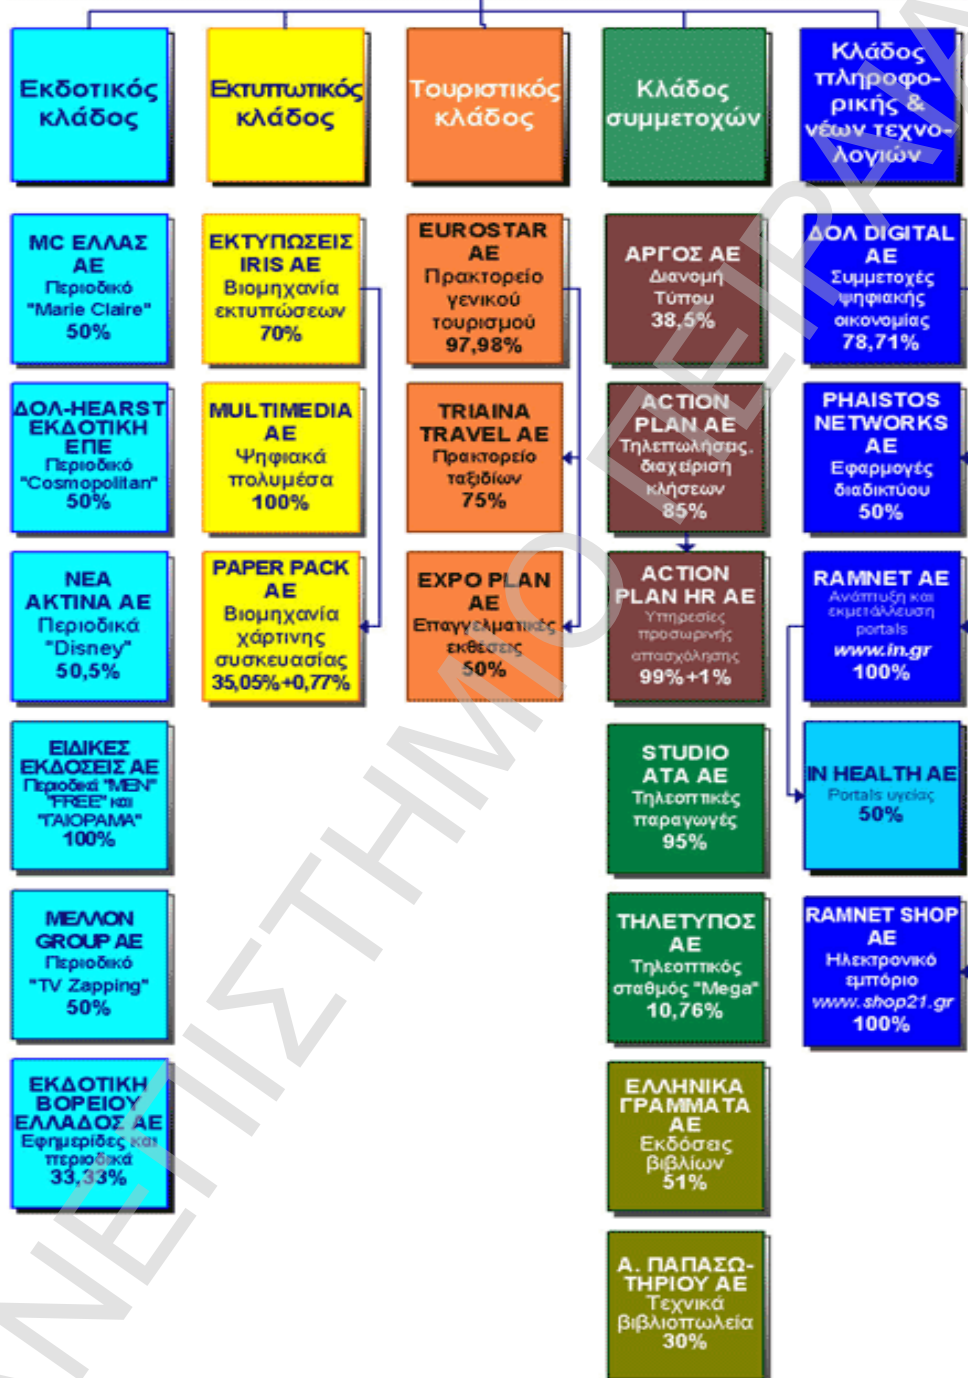 Εκδοτικός
κλάδος
Εκτυπωτικός
κλάδος
Τουριστικός
κλάδος
Κλάδος
συμμετοχών
Κλάδος
πληροφο-
ρικής &
νέων τεχνο-
λογιών
MC ΕΛΛΑΣ
ΑΕ
Περιοδικό
"Marie Claire"
50%
ΔΟΛ-HEARST
ΕΚΔΟΤΙΚΗ
ΕΠΕ
Περιοδικό
"Cosmopolitan"
50%
ΝΕΑ
ΑΚΤΙΝΑ ΑΕ
Περιοδικά
"Disney"
50,5%
ΕΙΔΙΚΕΣ
ΕΚΔΟΣΕΙΣ ΑΕ
Περιοδικά "MEN"
"FREE" και
"ΓΑΙΟΡΑΜΑ"
100%
ΜΕΛΛΟΝ
GROUP ΑΕ
Περιοδικό
"TV Zapping"
50%
ΕΚΔΟΤΙΚΗ
ΒΟΡΕΙΟΥ
ΕΛΛΑΔΟΣ ΑΕ
Εφημερίδες και
περιοδικά
33,33%
ΕΚΤΥΠΩΣΕΙΣ
IRIS ΑΕ
Βιομηχανία
εκτυπώσεων
70%
MULTIMEDIA
ΑΕ
Ψηφιακά
πολυμέσα
100%
PAPER PACK
ΑΕ
Βιομηχανία
χάρτινης
συσκευασίας
35,05%+0,77%
EUROSTAR
ΑΕ
Πρακτορείο
γενικού
τουρισμού
97,98%
TRIAINA
TRAVEL ΑΕ
Πρακτορείο
ταξιδίων
75%
EXPO PLAN
ΑΕ
Επαγγελματικές
εκθέσεις
50%
ΑΡΓΟΣ ΑΕ
Διανομή
Τύπου
38,5%
ACTION
PLAN ΑΕ
Τηλεπωλήσεις,
διαχείριση
κλήσεων
85%
ACTION
PLAN HR ΑΕ
Υπηρεσίες
προσωρινής
απασχόλησης
99%+1%
STUDIO
ATA ΑΕ
Τηλεοπτικές
παραγωγές
95%
ΤΗΛΕΤΥΠΟΣ
ΑΕ
Τηλεοπτικός
σταθμός "Mega"
10,76%
ΕΛΛΗΝΙΚΑ
ΓΡΑΜΜΑΤΑ
ΑΕ
Εκδόσεις
βιβλίων
51%
Α. ΠΑΠΑΣΩ-
ΤΗΡΙΟΥ ΑΕ
Τεχνικά
βιβλιοπωλεία
30%
ΔΟΛ DIGITAL
ΑΕ
Συμμετοχές
ψηφιακής
οικονομίας
78,71%
PHAISTOS
NETWORKS
ΑΕ
Εφαρμογές
διαδικτύου
50%
RAMNET ΑΕ
Ανάπτυξη και
εκμετάλλευση
portals
www.in.gr
100%
IN HEALTH ΑΕ
Portals υγείας
50%
RAMNET SHOP
ΑΕ
Ηλεκτρονικό
εμπόριο
www.shop21.gr
100%